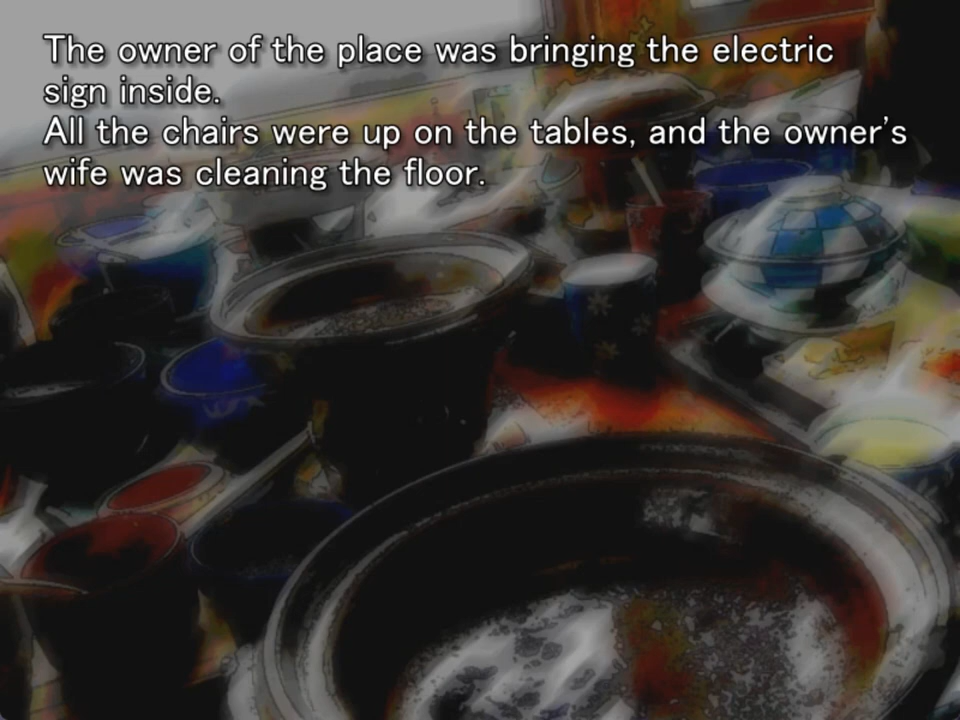 The owner of the place was bringing the electric
sign inside.
All the chairs were up on the tables, and the owner's
wife was cleaning the floor.